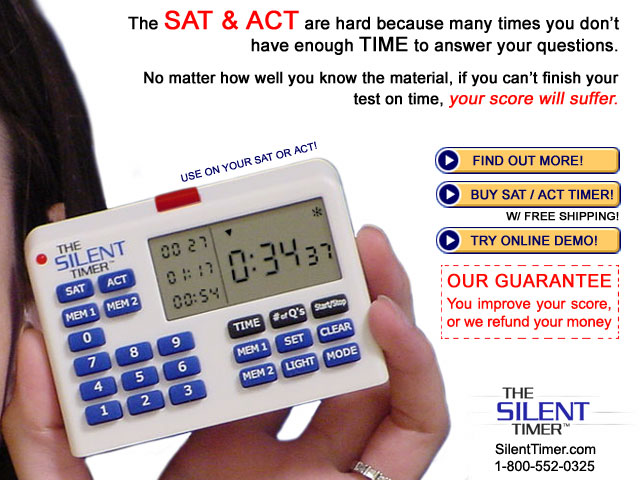 The SAT & ACT are hard because many times you don't
have enough TIME to answer your questions.
No matter how well you know the material, if you can't finish your
test on time, your score will suffer.
USE ON YOUR SAT OR ACT!
THE
SILENT
TIMER™
SAT ACT
MEM 1 MEM 2
0
7 8 9
4 5 6
1 2 3
00 27
01:17
00:54
0:34 37
TIME # of Q's Start/Stop
MEM 1 SET CLEAR
MEM 2 LIGHT MODE
FIND OUT MORE!
BUY SAT / ACT TIMER!
W/ FREE SHIPPING!
TRY ONLINE DEMO!
OUR GUARANTEE
You improve your score,
or we refund your money
THE
SILENT
TIMER™
SilentTimer.com
1-800-552-0325